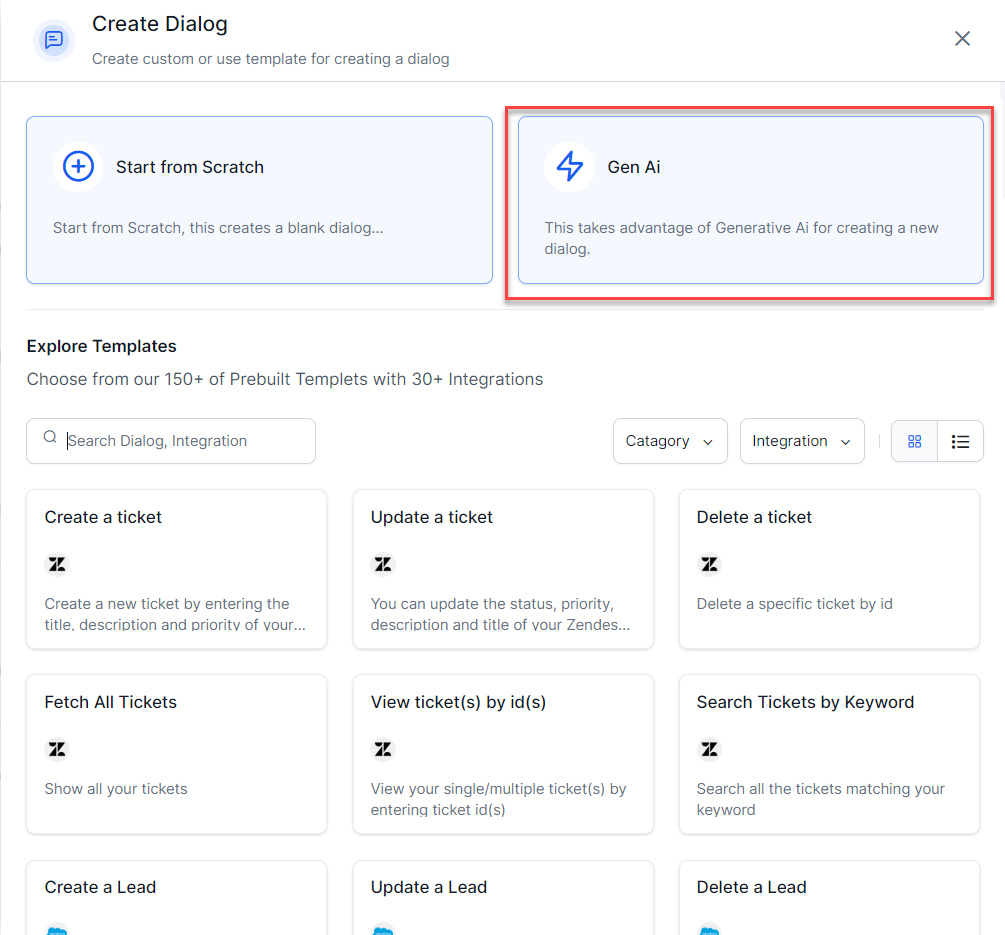 Create Dialog
Create custom or use template for creating a dialog
Start from Scratch
Start from Scratch, this creates a blank dialog...
Gen Ai
This takes advantage of Generative Ai for creating a new
dialog.
Explore Templates
Choose from our 150+ of Prebuilt Templets with 30+ Integrations
Search Dialog, Integration
Catagory
Integration
Create a ticket
Create a new ticket by entering the
title, description and priority of your...
Update a ticket
You can update the status, priority,
description and title of your Zendes...
Delete a ticket
Delete a specific ticket by id
Fetch All Tickets
Show all your tickets
View ticket(s) by id(s)
View your single/multiple ticket(s) by
entering ticket id(s)
Search Tickets by Keyword
Search all the tickets matching your
keyword
Create a Lead
Update a Lead
Delete a Lead